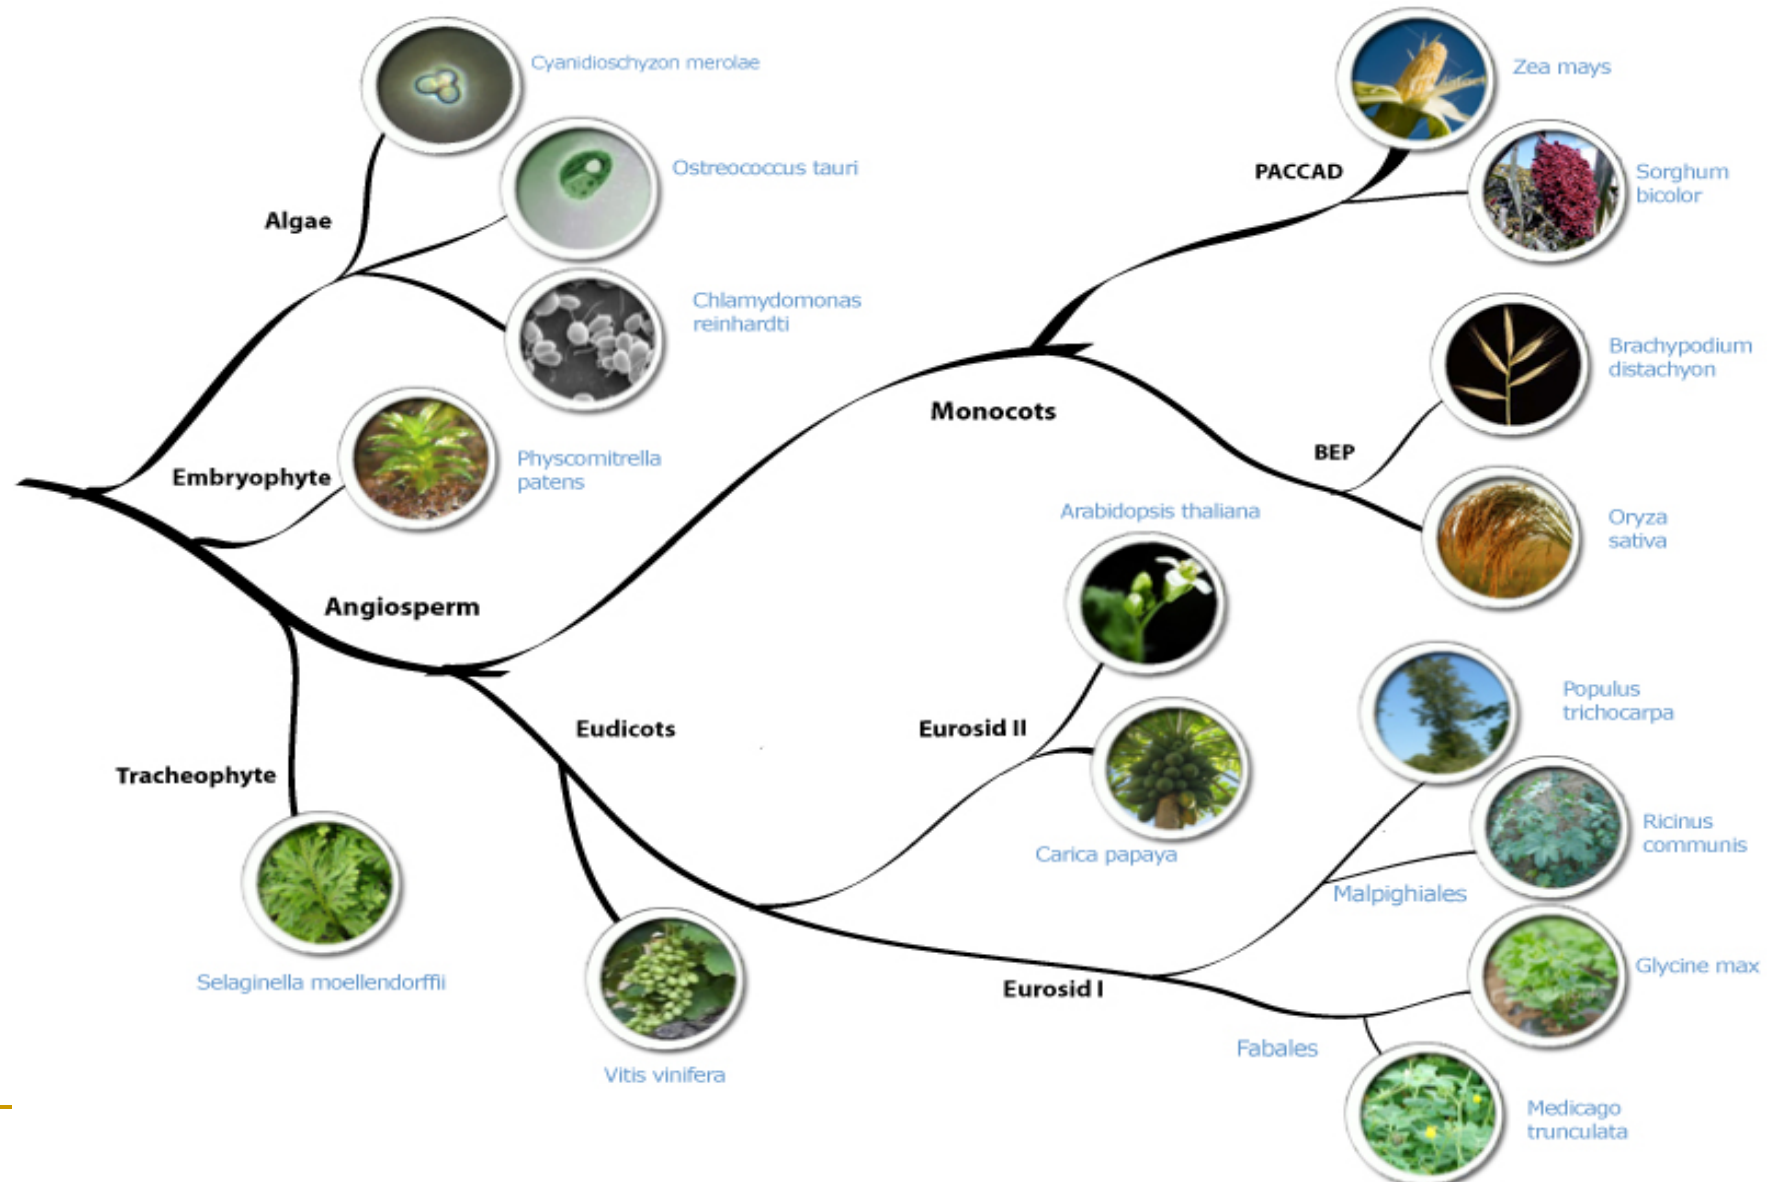 Cyanidioschyzon merolae
Zea mays
Ostreococcus tauri
PACCAD
Sorghum
bicolor
Algae
Chlamydomonas
reinhardti
Brachypodium
distachyon
Monocots
BEP
Embryophyte
Physcomitrella
patens
Arabidopsis thaliana
Oryza
sativa
Angiosperm
Populus
trichocarpa
Eudicots
Eurosid II
Tracheophyte
Ricinus
communis
Carica papaya
Malpighiales
Glycine max
Selaginella moellendorffii
Eurosid I
Fabales
Vitis vinifera
Medicago
trunculata